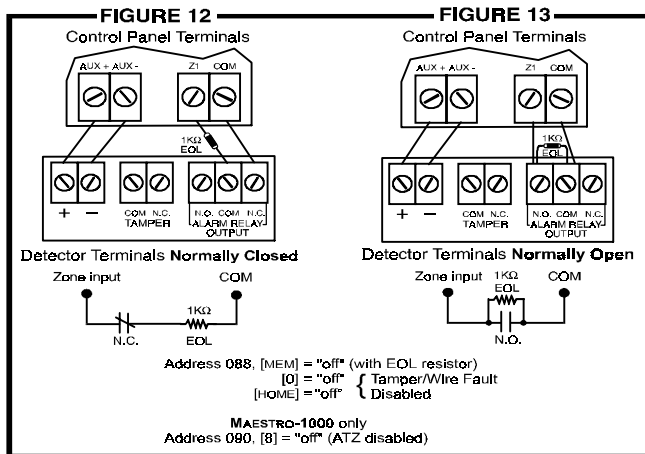 FIGURE 12
Control Panel Terminals
AUX + AUX - Z1 COM
1KΩ
EOL
+ − COM N.C. N.O. COM N.C.
TAMPER ALARM RELAY
OUTPUT
Detector Terminals Normally Closed
Zone input COM
1KΩ
N.C. EOL
FIGURE 13
Control Panel Terminals
AUX + AUX - Z1 COM
1KΩ
EOL
+ − COM N.C. N.O. COM N.C.
TAMPER ALARM RELAY
OUTPUT
Detector Terminals Normally Open
Zone input 1KΩ COM
EOL
N.O.
Address 088, [MEM] = "off" (with EOL resistor)
[0] = "off" { Tamper/Wire Fault
[HOME] = "off" Disabled
MAESTRO-1000 only
Address 090, [8] = "off" (ATZ disabled)